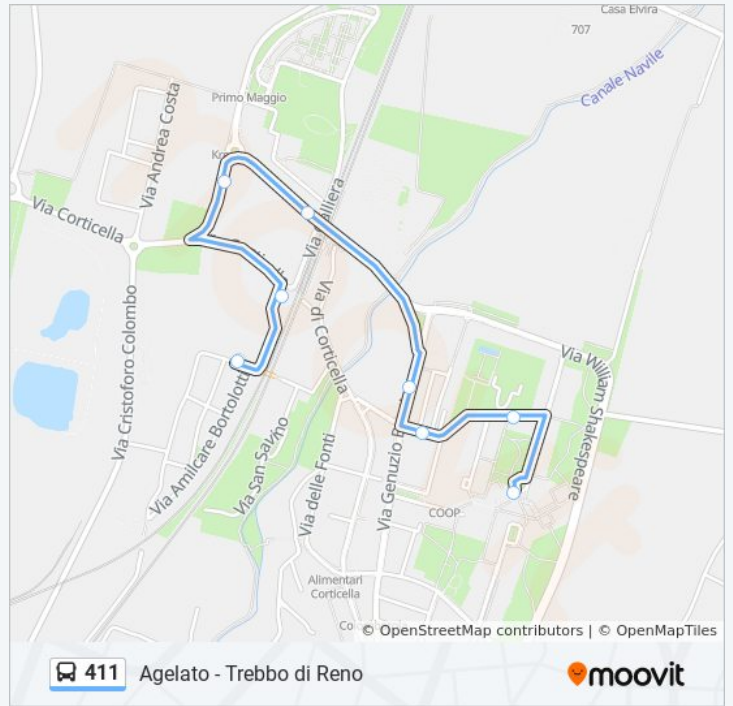 Casa Elvira
707
Canale Navile
Primo Maggio
Via Andrea Costa
Via Corticella
Via Cristoforo Colombo
Via di Corticella
Via William Shakespeare
Via Amilcare Bortolotti
Via San Savino
Via delle Fonti
COOP
Alimentari
Corticella
© OpenStreetMap contributors | © OpenMapTiles
411 Agelato - Trebbo di Reno
moovit